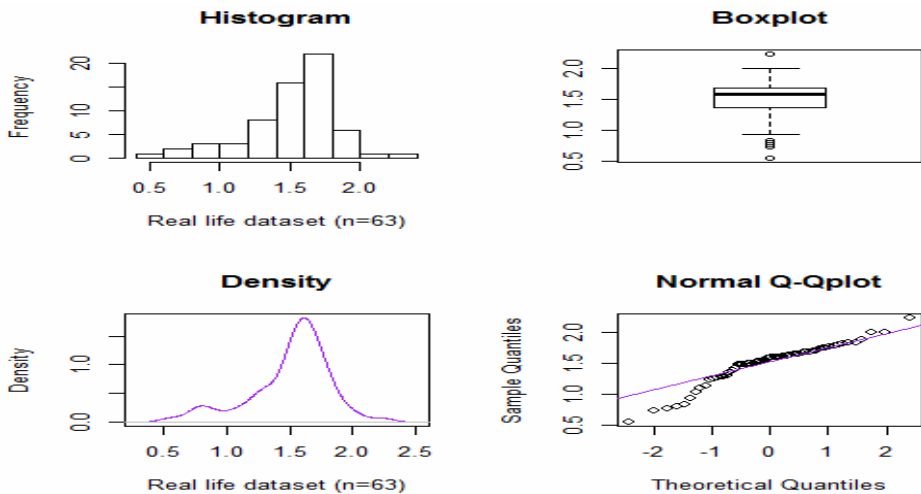 Histogram
Frequency
0 5 10 20
0.5 1.0 1.5 2.0
Real life dataset (n=63)
Boxplot
0.5 1.0 1.5 2.0
Density
Density
0.0 1.0
0.5 1.0 1.5 2.0 2.5
Real life dataset (n=63)
Normal Q-Qplot
Sample Quantiles
0.5 1.0 1.5 2.0
-2 -1 0 1 2
Theoretical Quantiles